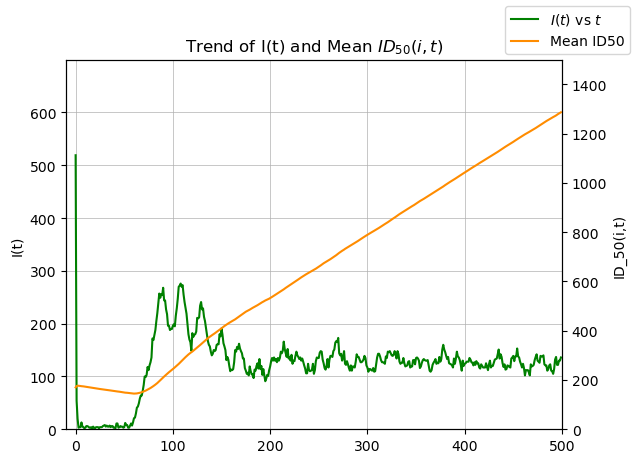 I(t) vs t
Mean ID50
Trend of I(t) and Mean ID₅₀(i, t)
I(t)
600
500
400
300
200
100
0
1400
1200
1000
800
600
400
200
0
ID_50(i,t)
0 100 200 300 400 500